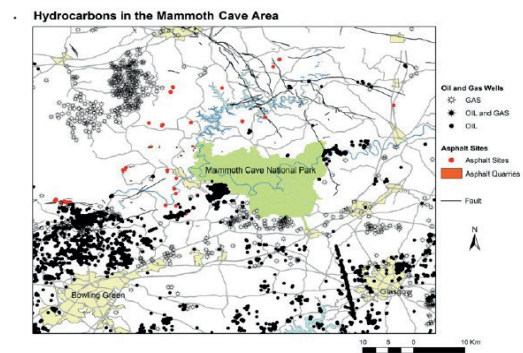 Hydrocarbons in the Mammoth Cave Area
Mammoth Cave National Park
Bowling Green
Glasgow
Oil and Gas Wells
GAS
OIL and GAS
OIL
Asphalt Sites
Asphalt Sites
Asphalt Quarries
Fault
N
10 5 0 10 Km